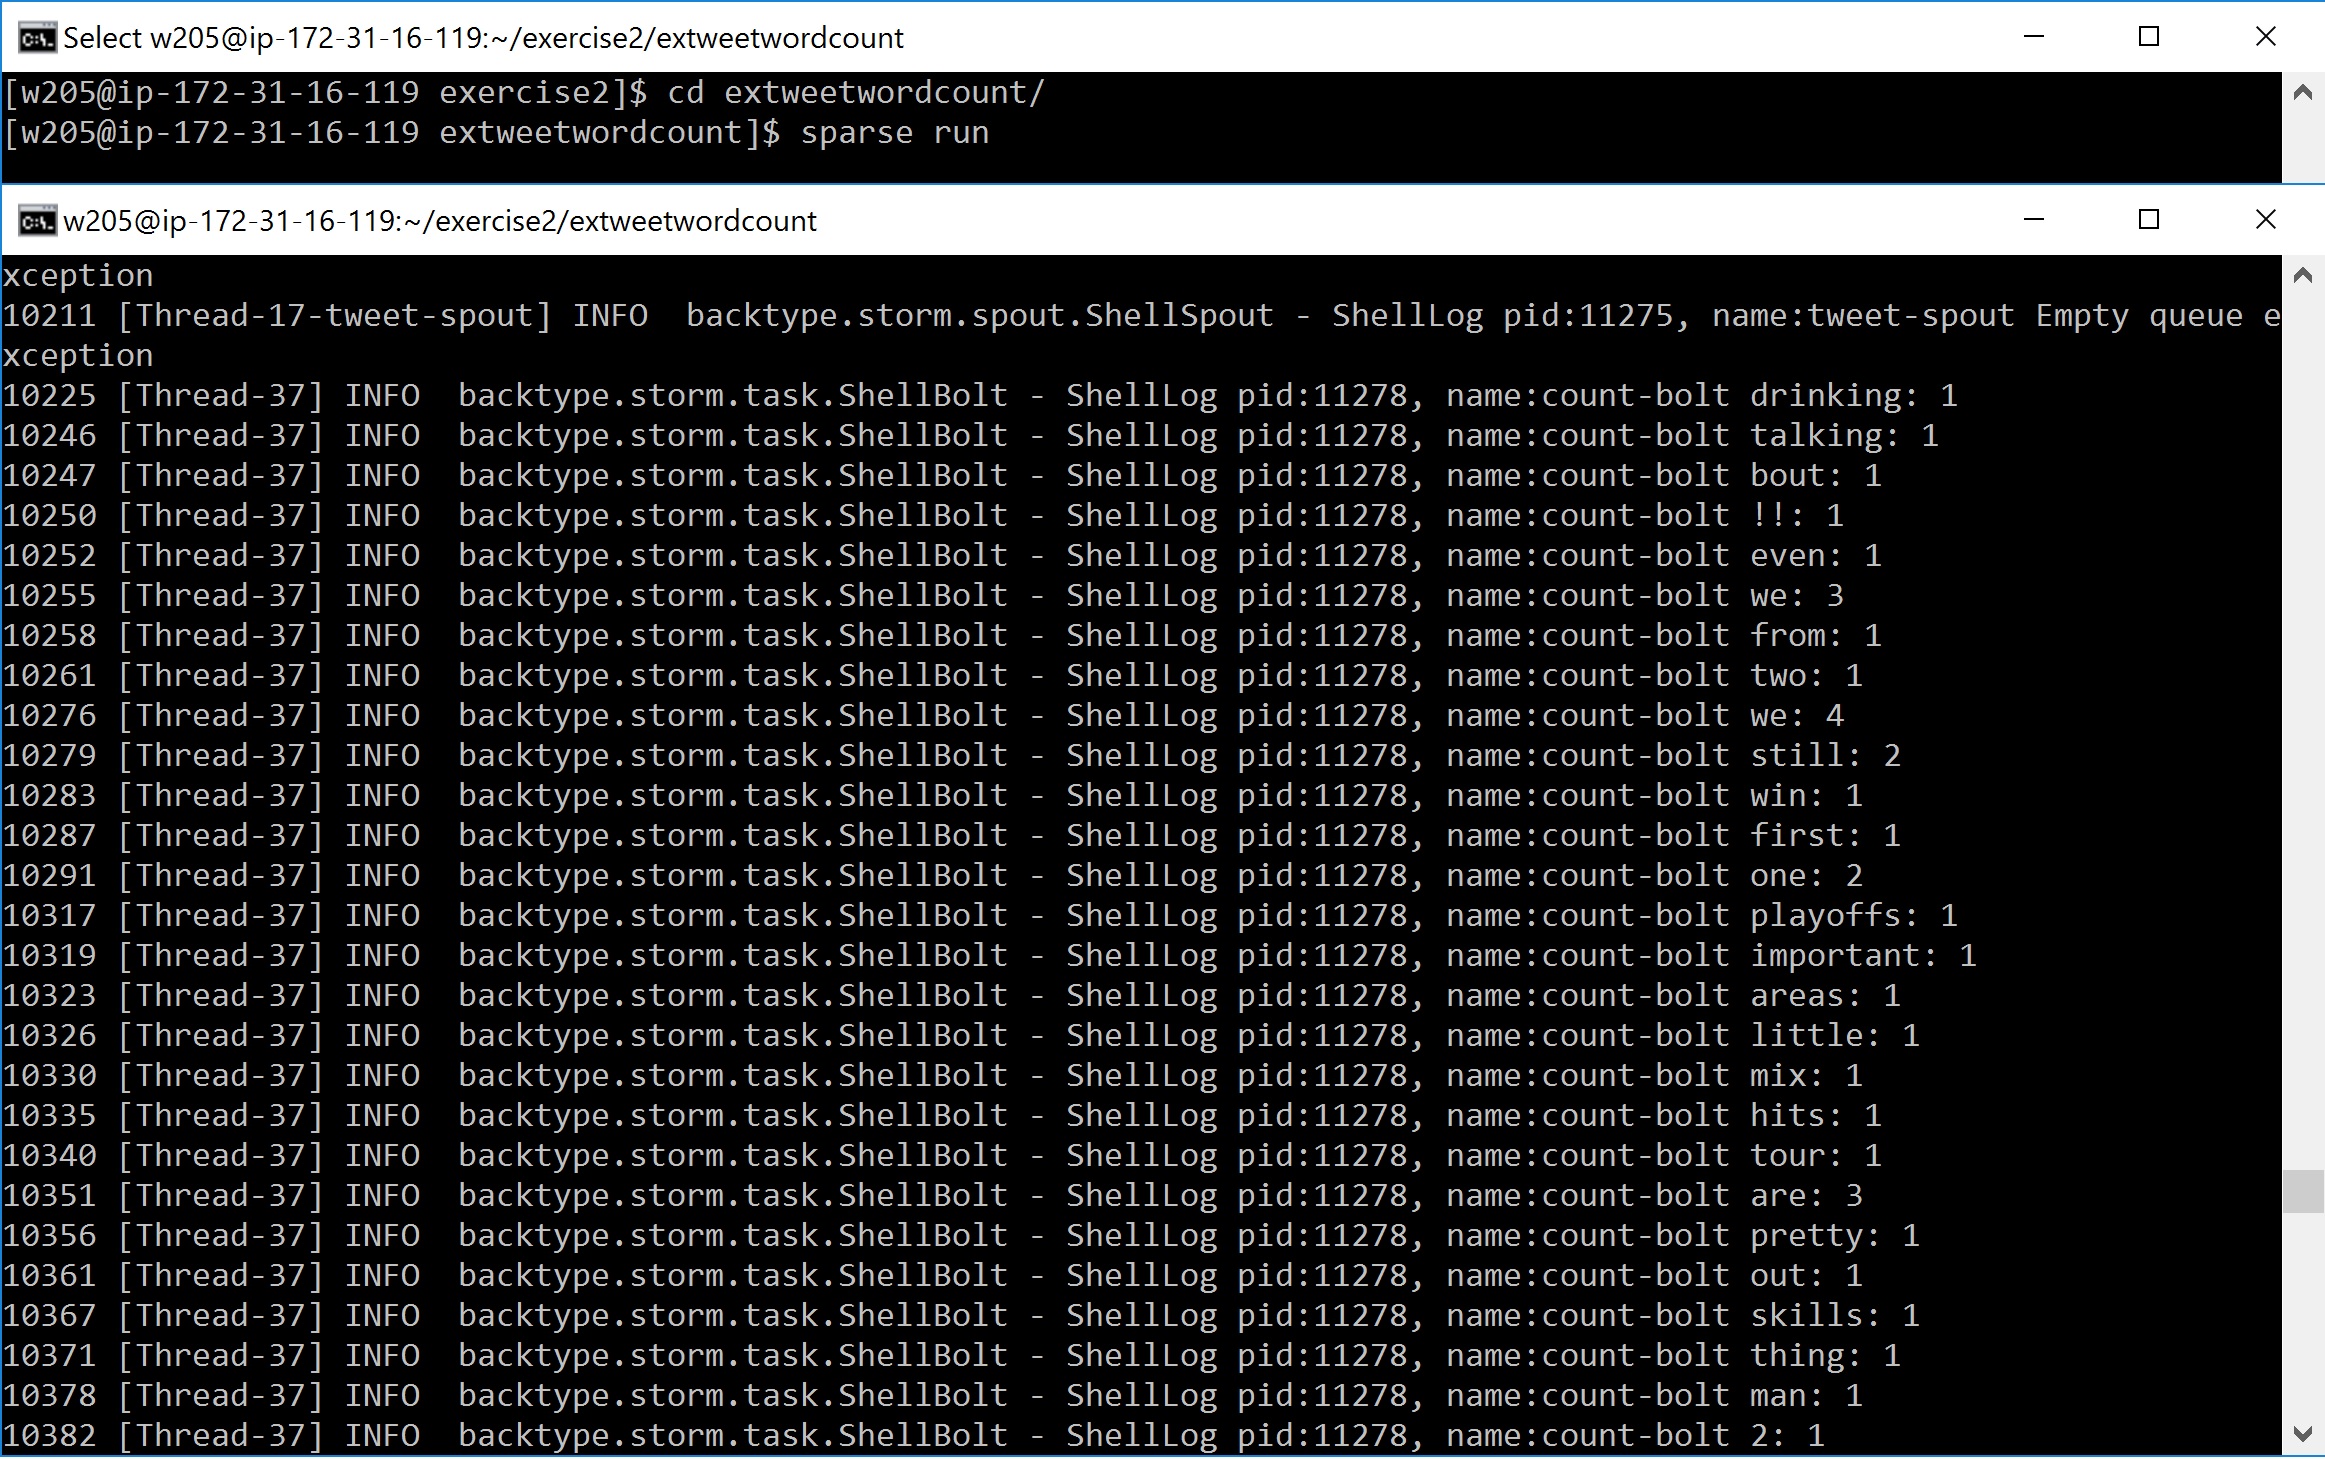 Select w205@ip-172-31-16-119:~/exercise2/extweetwordcount
[w205@ip-172-31-16-119 exercise2]$ cd extweetwordcount/
[w205@ip-172-31-16-119 extweetwordcount]$ sparse run
w205@ip-172-31-16-119:~/exercise2/extweetwordcount
xception
10211 [Thread-17-tweet-spout] INFO  backtype.storm.spout.ShellSpout - ShellLog pid:11275, name:tweet-spout Empty queue e
xception
10225 [Thread-37] INFO  backtype.storm.task.ShellBolt - ShellLog pid:11278, name:count-bolt drinking: 1
10246 [Thread-37] INFO  backtype.storm.task.ShellBolt - ShellLog pid:11278, name:count-bolt talking: 1
10247 [Thread-37] INFO  backtype.storm.task.ShellBolt - ShellLog pid:11278, name:count-bolt bout: 1
10250 [Thread-37] INFO  backtype.storm.task.ShellBolt - ShellLog pid:11278, name:count-bolt !!: 1
10252 [Thread-37] INFO  backtype.storm.task.ShellBolt - ShellLog pid:11278, name:count-bolt even: 1
10255 [Thread-37] INFO  backtype.storm.task.ShellBolt - ShellLog pid:11278, name:count-bolt we: 3
10258 [Thread-37] INFO  backtype.storm.task.ShellBolt - ShellLog pid:11278, name:count-bolt from: 1
10261 [Thread-37] INFO  backtype.storm.task.ShellBolt - ShellLog pid:11278, name:count-bolt two: 1
10276 [Thread-37] INFO  backtype.storm.task.ShellBolt - ShellLog pid:11278, name:count-bolt we: 4
10279 [Thread-37] INFO  backtype.storm.task.ShellBolt - ShellLog pid:11278, name:count-bolt still: 2
10283 [Thread-37] INFO  backtype.storm.task.ShellBolt - ShellLog pid:11278, name:count-bolt win: 1
10287 [Thread-37] INFO  backtype.storm.task.ShellBolt - ShellLog pid:11278, name:count-bolt first: 1
10291 [Thread-37] INFO  backtype.storm.task.ShellBolt - ShellLog pid:11278, name:count-bolt one: 2
10317 [Thread-37] INFO  backtype.storm.task.ShellBolt - ShellLog pid:11278, name:count-bolt playoffs: 1
10319 [Thread-37] INFO  backtype.storm.task.ShellBolt - ShellLog pid:11278, name:count-bolt important: 1
10323 [Thread-37] INFO  backtype.storm.task.ShellBolt - ShellLog pid:11278, name:count-bolt areas: 1
10326 [Thread-37] INFO  backtype.storm.task.ShellBolt - ShellLog pid:11278, name:count-bolt little: 1
10330 [Thread-37] INFO  backtype.storm.task.ShellBolt - ShellLog pid:11278, name:count-bolt mix: 1
10335 [Thread-37] INFO  backtype.storm.task.ShellBolt - ShellLog pid:11278, name:count-bolt hits: 1
10340 [Thread-37] INFO  backtype.storm.task.ShellBolt - ShellLog pid:11278, name:count-bolt tour: 1
10351 [Thread-37] INFO  backtype.storm.task.ShellBolt - ShellLog pid:11278, name:count-bolt are: 3
10356 [Thread-37] INFO  backtype.storm.task.ShellBolt - ShellLog pid:11278, name:count-bolt pretty: 1
10361 [Thread-37] INFO  backtype.storm.task.ShellBolt - ShellLog pid:11278, name:count-bolt out: 1
10367 [Thread-37] INFO  backtype.storm.task.ShellBolt - ShellLog pid:11278, name:count-bolt skills: 1
10371 [Thread-37] INFO  backtype.storm.task.ShellBolt - ShellLog pid:11278, name:count-bolt thing: 1
10378 [Thread-37] INFO  backtype.storm.task.ShellBolt - ShellLog pid:11278, name:count-bolt man: 1
10382 [Thread-37] INFO  backtype.storm.task.ShellBolt - ShellLog pid:11278, name:count-bolt 2: 1